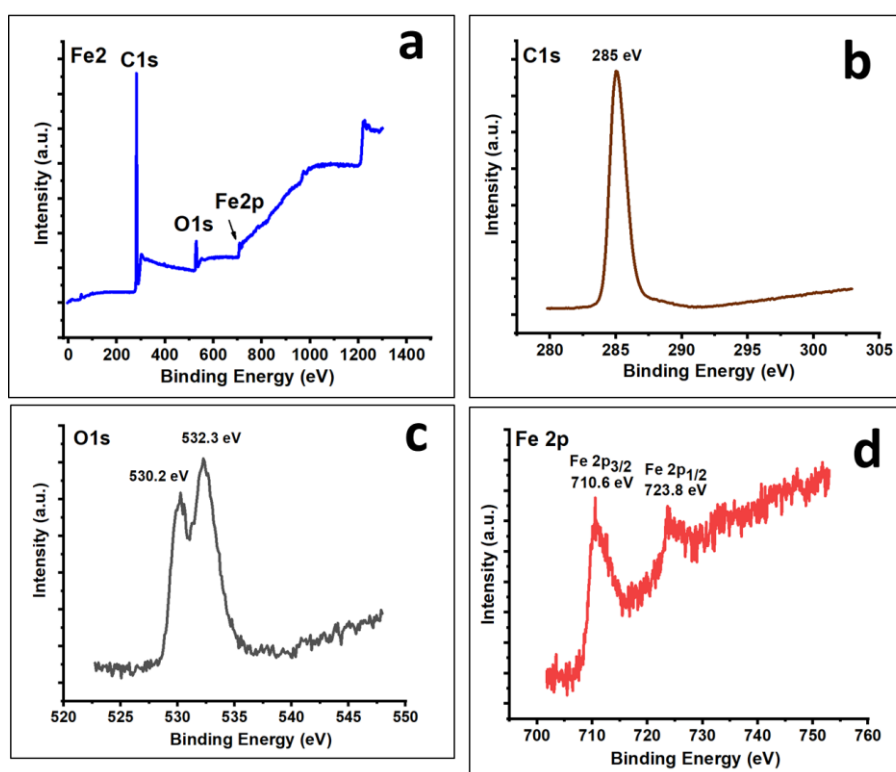 Fe2
a
C1s
O1s
Fe2p
Intensity (a.u.)
0 200 400 600 800 1000 1200 1400
Binding Energy (eV)
C1s
b
285 eV
Intensity (a.u.)
280 285 290 295 300 305
Binding Energy (eV)
O1s
c
532.3 eV
530.2 eV
Intensity (a.u.)
520 525 530 535 540 545 550
Binding Energy (eV)
Fe 2p
d
Fe 2p3/2
710.6 eV
Fe 2p1/2
723.8 eV
Intensity (a.u.)
700 710 720 730 740 750 760
Binding Energy (eV)